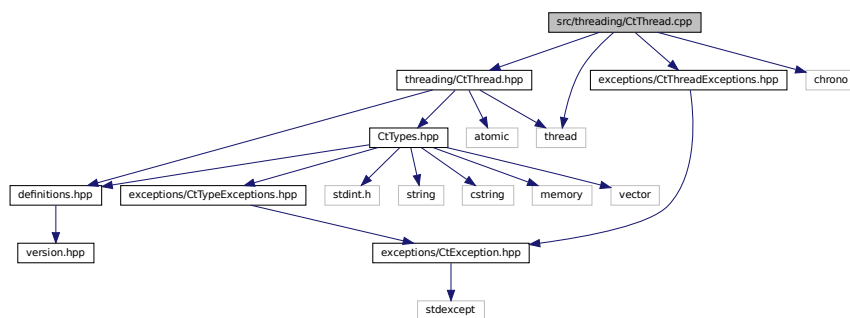 src/threading/CtThread.cpp
threading/CtThread.hpp
exceptions/CtThreadExceptions.hpp
chrono
CtTypes.hpp
atomic
thread
definitions.hpp
exceptions/CtTypeExceptions.hpp
stdint.h
string
cstring
memory
vector
version.hpp
exceptions/CtException.hpp
stdexcept